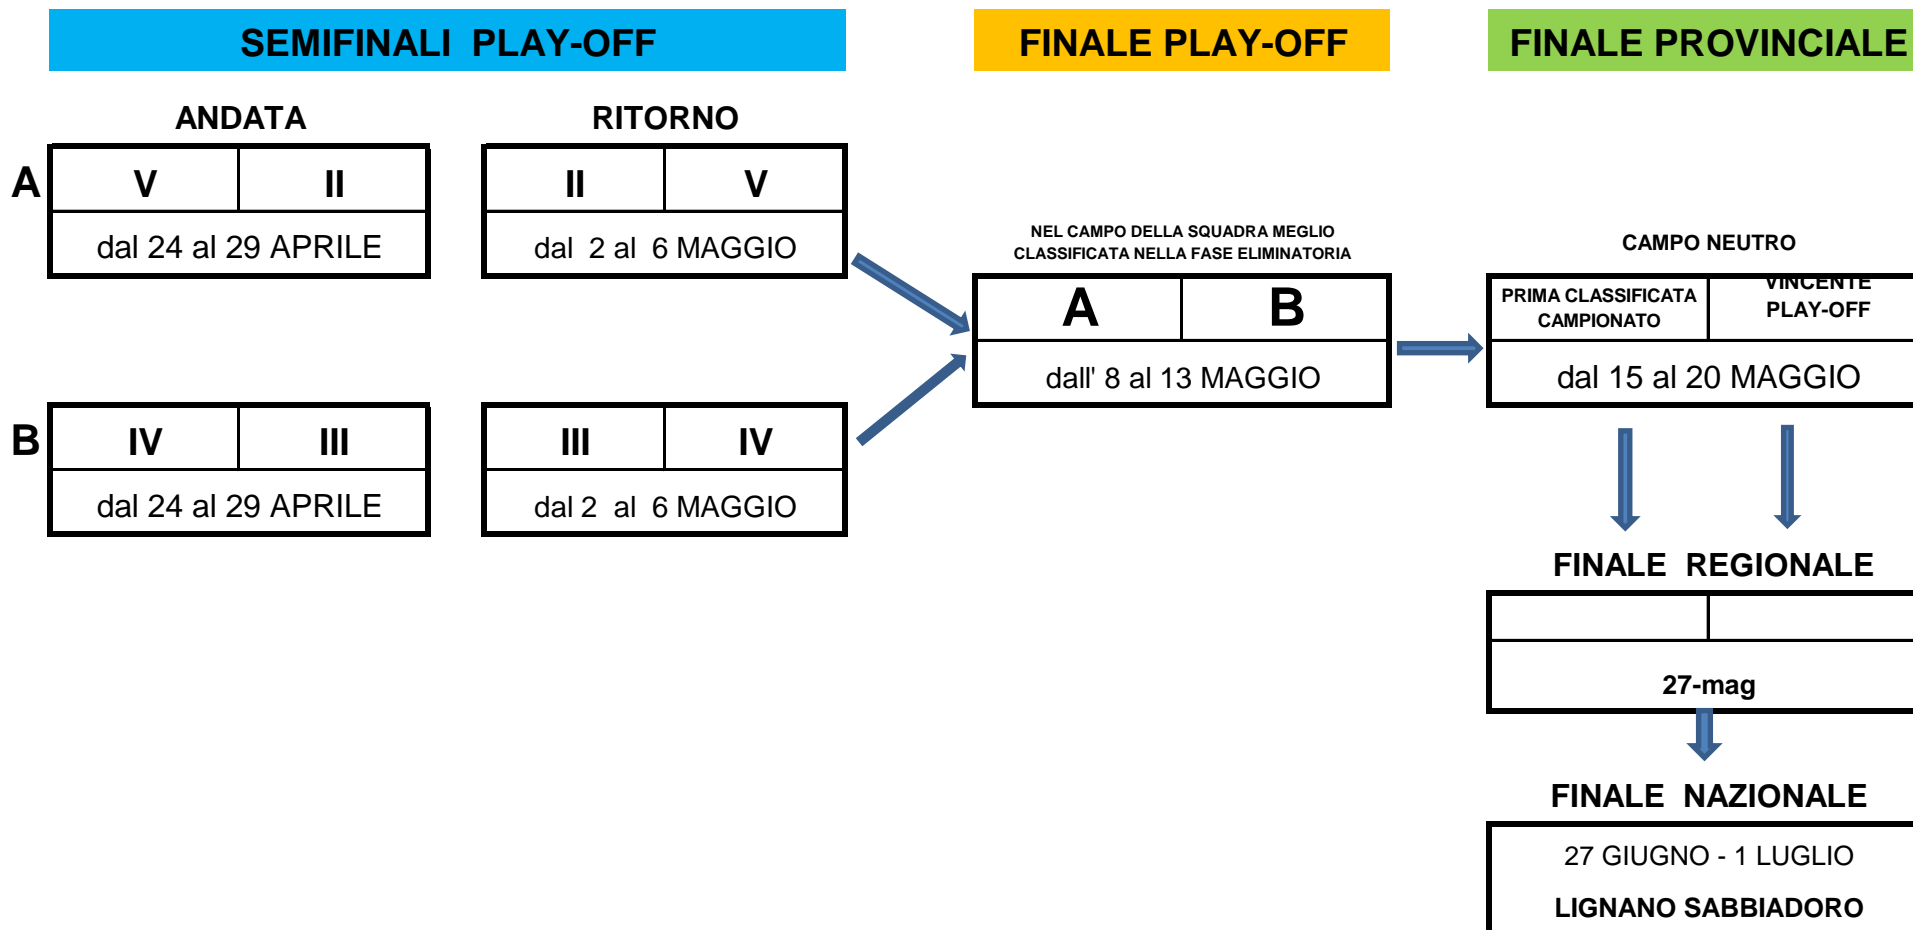 SEMIFINALI PLAY-OFF
FINALE PLAY-OFF
FINALE PROVINCIALE
ANDATA
RITORNO
A
V
II
II
V
dal 24 al 29 APRILE
dal 2 al 6 MAGGIO
NEL CAMPO DELLA SQUADRA MEGLIO
CLASSIFICATA NELLA FASE ELIMINATORIA
A
B
dall' 8 al 13 MAGGIO
CAMPO NEUTRO
PRIMA CLASSIFICATA
CAMPIONATO
VINCENTE
PLAY-OFF
dal 15 al 20 MAGGIO
B
IV
III
III
IV
dal 24 al 29 APRILE
dal 2 al 6 MAGGIO
FINALE REGIONALE
27-mag
FINALE NAZIONALE
27 GIUGNO - 1 LUGLIO
LIGNANO SABBIADORO